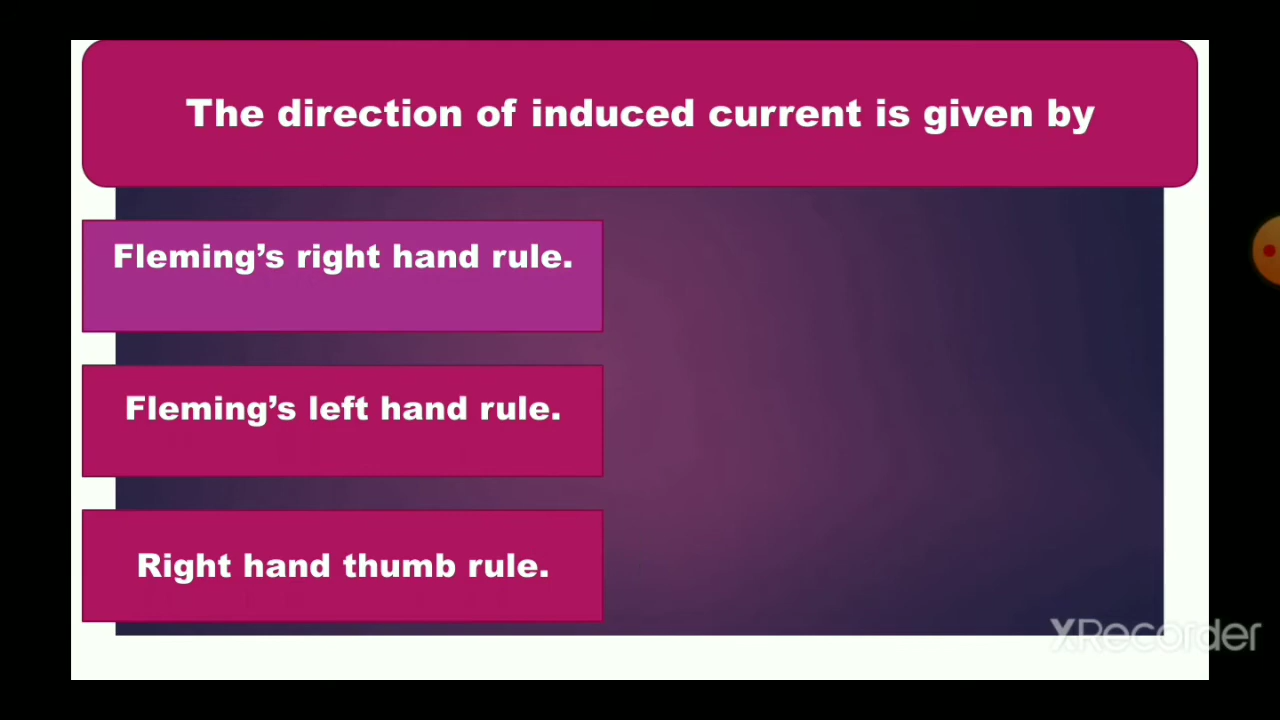 The direction of induced current is given by
Fleming’s right hand rule.
Fleming’s left hand rule.
Right hand thumb rule.
XRecorder